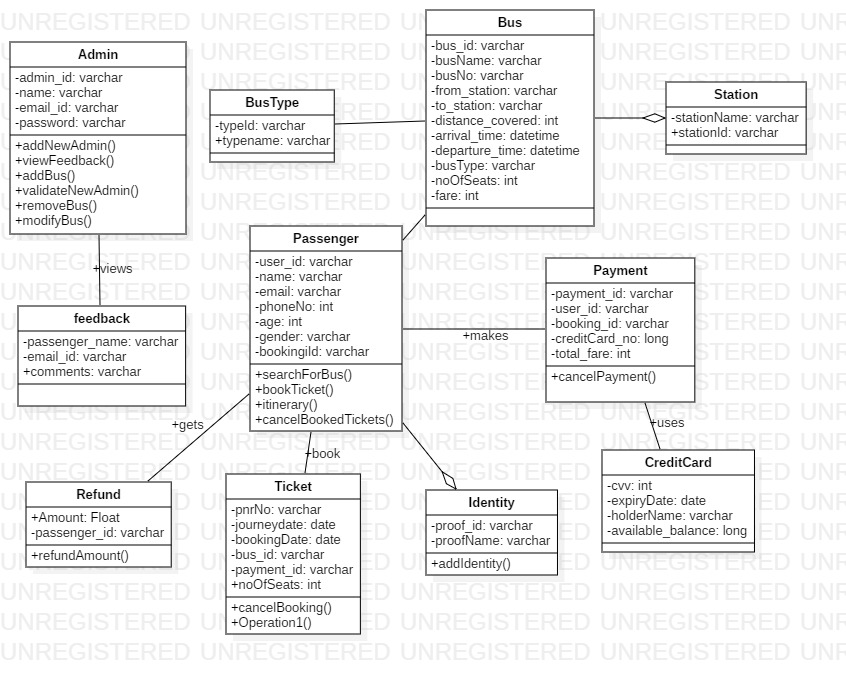 Admin
-admin_id: varchar
-name: varchar
-email_id: varchar
-password: varchar
+addNewAdmin()
+viewFeedback()
+addBus()
+validateNewAdmin()
+removeBus()
+modifyBus()
BusType
-typeId: varchar
+typename: varchar
Bus
-bus_id: varchar
-busName: varchar
-busNo: varchar
-from_station: varchar
-to_station: varchar
-distance_covered: int
-arrival_time: datetime
-departure_time: datetime
-busType: varchar
-noOfSeats: int
-fare: int
Station
-stationName: varchar
+stationId: varchar
+views
feedback
-passenger_name: varchar
-email_id: varchar
+comments: varchar
Passenger
-user_id: varchar
-name: varchar
-email: varchar
-phoneNo: int
-age: int
-gender: varchar
-bookingId: varchar
+searchForBus()
+bookTicket()
+itinerary()
+cancelBookedTickets()
+makes
Payment
-payment_id: varchar
-user_id: varchar
-booking_id: varchar
-creditCard_no: long
-total_fare: int
+cancelPayment()
+uses
CreditCard
-cvv: int
-expiryDate: date
-holderName: varchar
-available_balance: long
+gets
Refund
+Amount: Float
-passenger_id: varchar
+refundAmount()
+book
Ticket
-pnrNo: varchar
-journeydate: date
-bookingDate: date
-bus_id: varchar
-payment_id: varchar
+noOfSeats: int
+cancelBooking()
+Operation1()
Identity
-proof_id: varchar
-proofName: varchar
+addIdentity()
UNREGISTERED UNREGISTERED UNREGISTERED UNREGISTERED